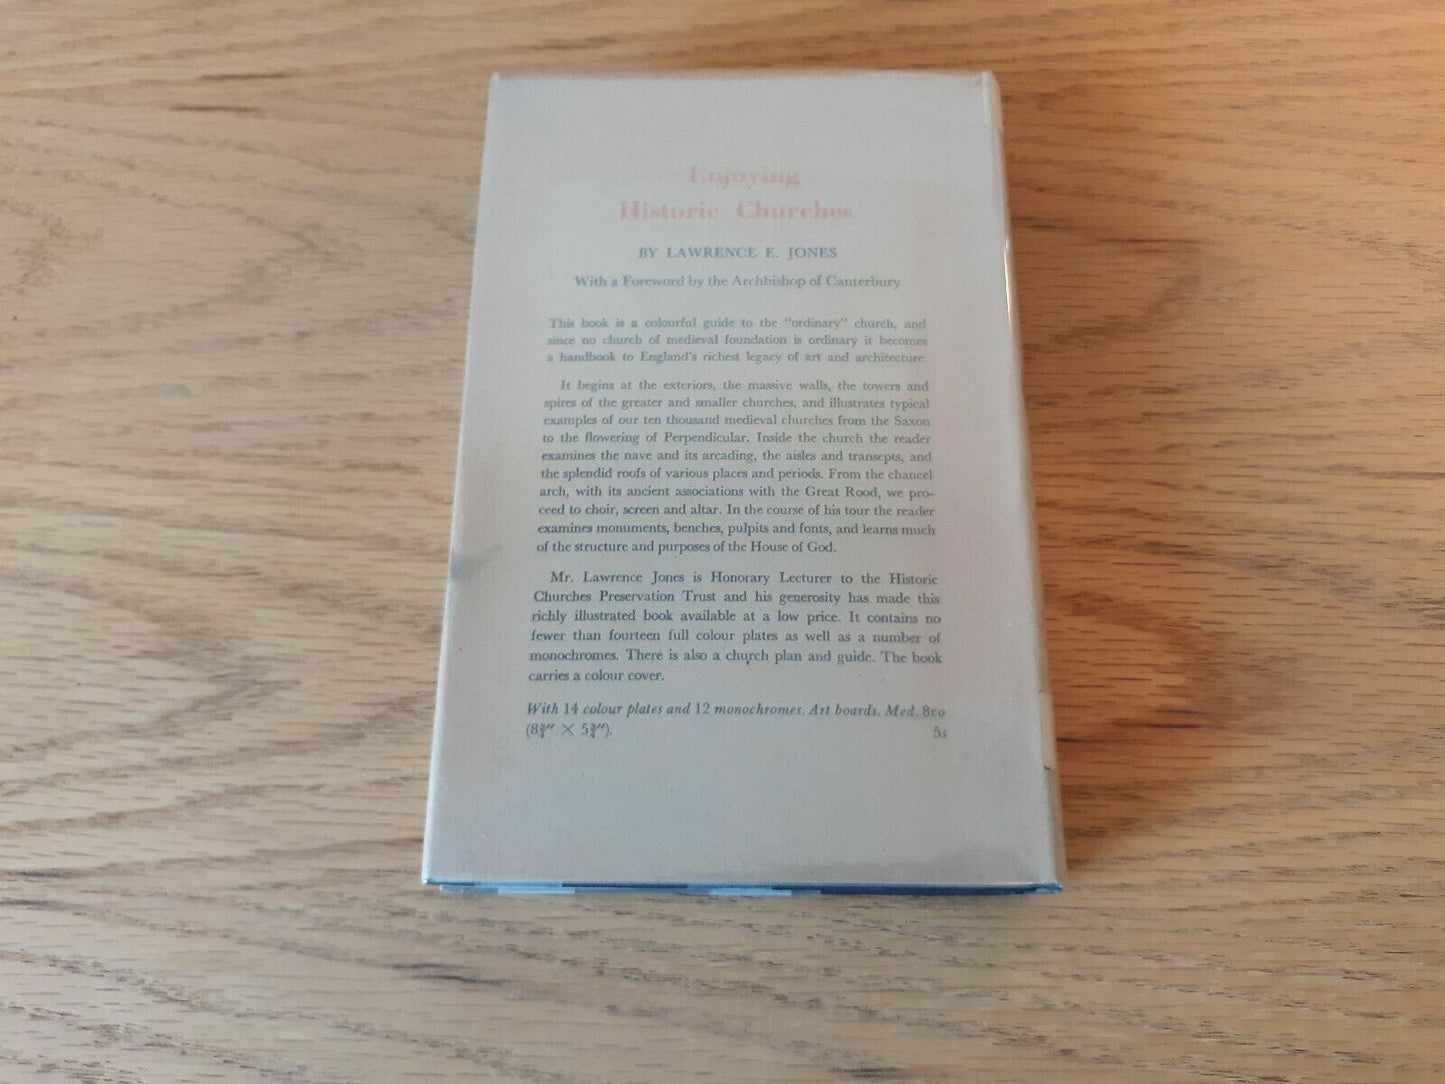 Enjoying
Historic Churches
BY LAWRENCE E. JONES
With a Foreword by the Archbishop of Canterbury
This book is a colourful guide to the "ordinary" church, and
since no church of medieval foundation is ordinary it becomes
a handbook to England's richest legacy of art and architecture.
It begins at the exteriors, the massive walls, the towers and
spires of the greater and smaller churches, and illustrates typical
examples of our ten thousand medieval churches from the Saxon
to the flowering of Perpendicular. Inside the church the reader
examines the nave and its arcading, the aisles and transepts, and
the splendid roofs of various places and periods. From the chancel
arch, with its ancient associations with the Great Rood, we pro-
ceed to choir, screen and altar. In the course of his tour the reader
examines monuments, benches, pulpits and fonts, and learns much
of the structure and purposes of the House of God.
Mr. Lawrence Jones is Honorary Lecturer to the Historic
Churches Preservation Trust and his generosity has made this
richly illustrated book available at a low price. It contains no
fewer than fourteen full colour plates as well as a number of
monochromes. There is also a church plan and guide. The book
carries a colour cover.
With 14 colour plates and 12 monochromes. Art boards. Med. 8vo
(8¾″ × 5¾″). 5s